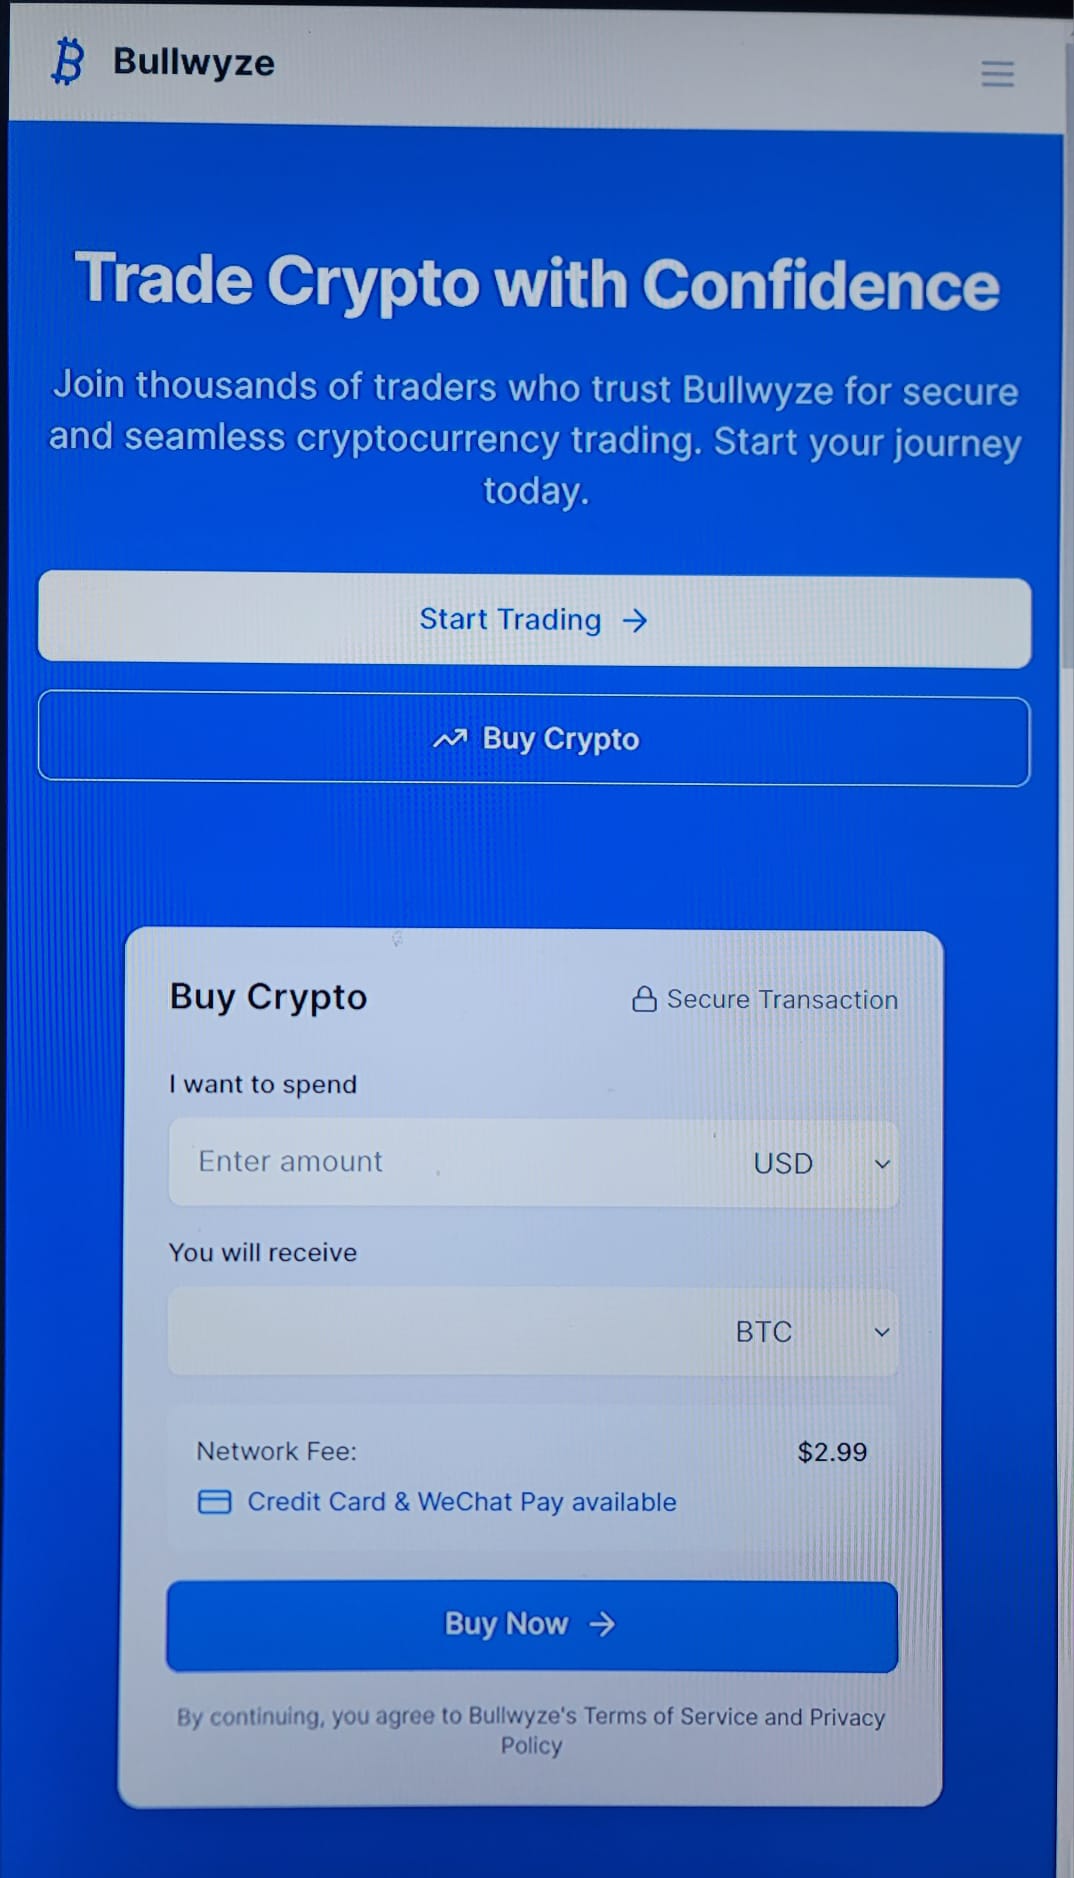 Bullwyze
Trade Crypto with Confidence
Join thousands of traders who trust Bullwyze for secure
and seamless cryptocurrency trading. Start your journey
today.
Start Trading →
Buy Crypto
Buy Crypto
Secure Transaction
I want to spend
Enter amount
USD
You will receive
BTC
Network Fee:
$2.99
Credit Card & WeChat Pay available
Buy Now →
By continuing, you agree to Bullwyze's Terms of Service and Privacy
Policy